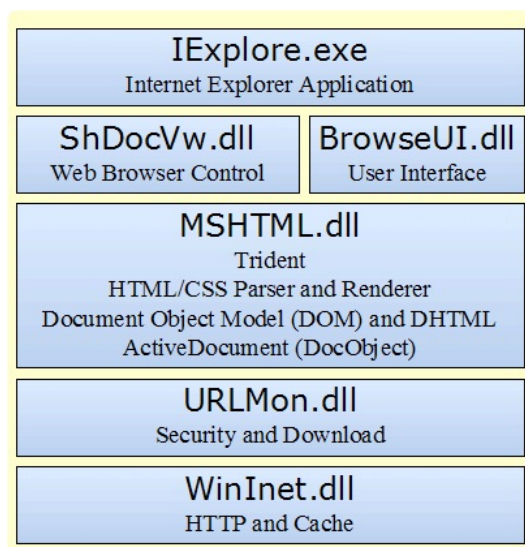 IExplore.exe
Internet Explorer Application
ShDocVw.dll
Web Browser Control
BrowseUI.dll
User Interface
MSHTML.dll
Trident
HTML/CSS Parser and Renderer
Document Object Model (DOM) and DHTML
ActiveDocument (DocObject)
URLMon.dll
Security and Download
WinInet.dll
HTTP and Cache